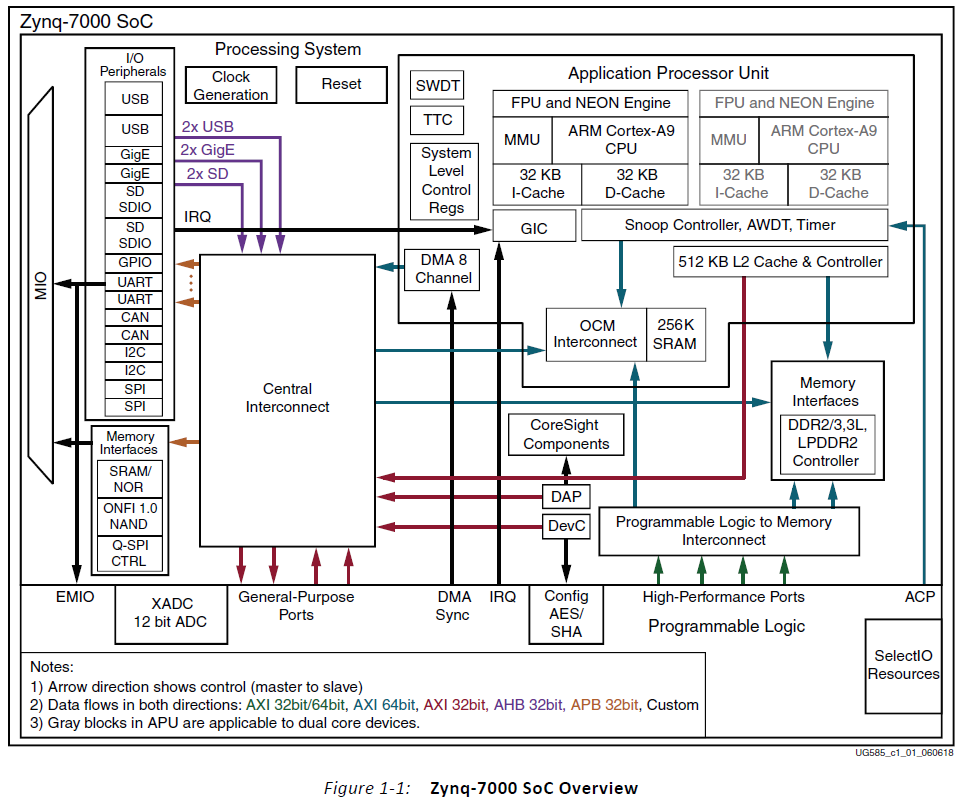 Zynq-7000 SoC
Processing System
I/O
Peripherals
USB
USB
GigE
GigE
SD
SDIO
SD
SDIO
GPIO
UART
UART
CAN
CAN
I2C
I2C
SPI
SPI
MIO
Memory
Interfaces
SRAM/
NOR
ONFI 1.0
NAND
Q-SPI
CTRL
Clock
Generation
Reset
2x USB
2x GigE
2x SD
IRQ
Central
Interconnect
Application Processor Unit
SWDT
TTC
System
Level
Control
Regs
FPU and NEON Engine
MMU
ARM Cortex-A9
CPU
32 KB
I-Cache
32 KB
D-Cache
FPU and NEON Engine
MMU
ARM Cortex-A9
CPU
32 KB
I-Cache
32 KB
D-Cache
GIC
Snoop Controller, AWDT, Timer
DMA 8
Channel
512 KB L2 Cache & Controller
OCM
Interconnect
256K
SRAM
Memory
Interfaces
DDR2/3,3L,
LPDDR2
Controller
CoreSight
Components
DAP
DevC
Programmable Logic to Memory
Interconnect
EMIO
XADC
12 bit ADC
General-Purpose
Ports
DMA
Sync
IRQ
Config
AES/
SHA
High-Performance Ports
ACP
Programmable Logic
SelectIO
Resources
Notes:
1) Arrow direction shows control (master to slave)
2) Data flows in both directions: AXI 32bit/64bit, AXI 64bit, AXI 32bit, AHB 32bit, APB 32bit, Custom
3) Gray blocks in APU are applicable to dual core devices.
UG585_c1_01_060618
Figure 1-1: Zynq-7000 SoC Overview